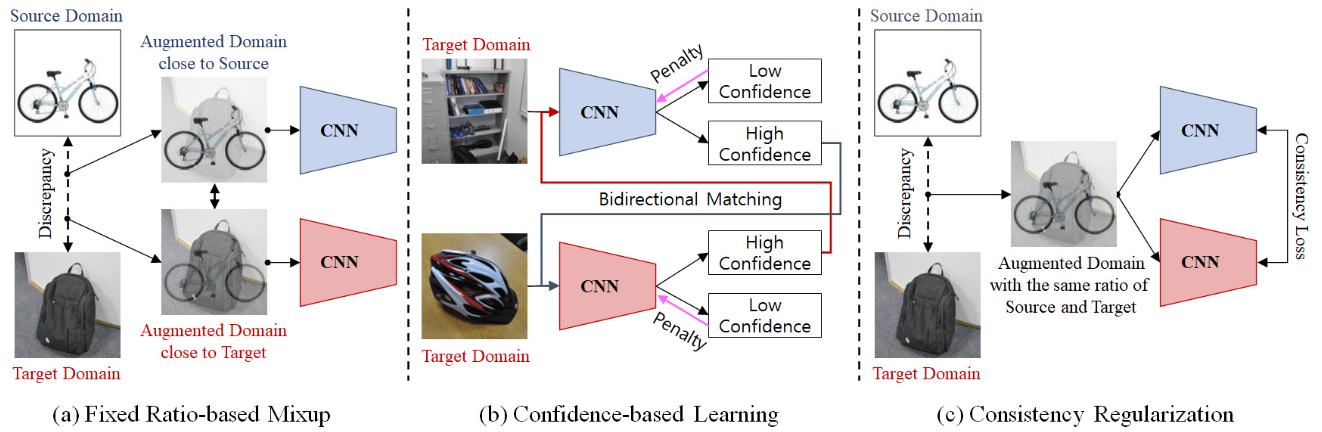 Source Domain
Augmented Domain
close to Source
CNN
Discrepancy
CNN
Augmented Domain
close to Target
Target Domain
(a) Fixed Ratio-based Mixup
Target Domain
CNN
Penalty
Low
Confidence
High
Confidence
Bidirectional Matching
CNN
High
Confidence
Low
Confidence
Penalty
Target Domain
(b) Confidence-based Learning
Source Domain
CNN
Discrepancy
Consistency Loss
Augmented Domain
with the same ratio of
Source and Target
CNN
Target Domain
(c) Consistency Regularization